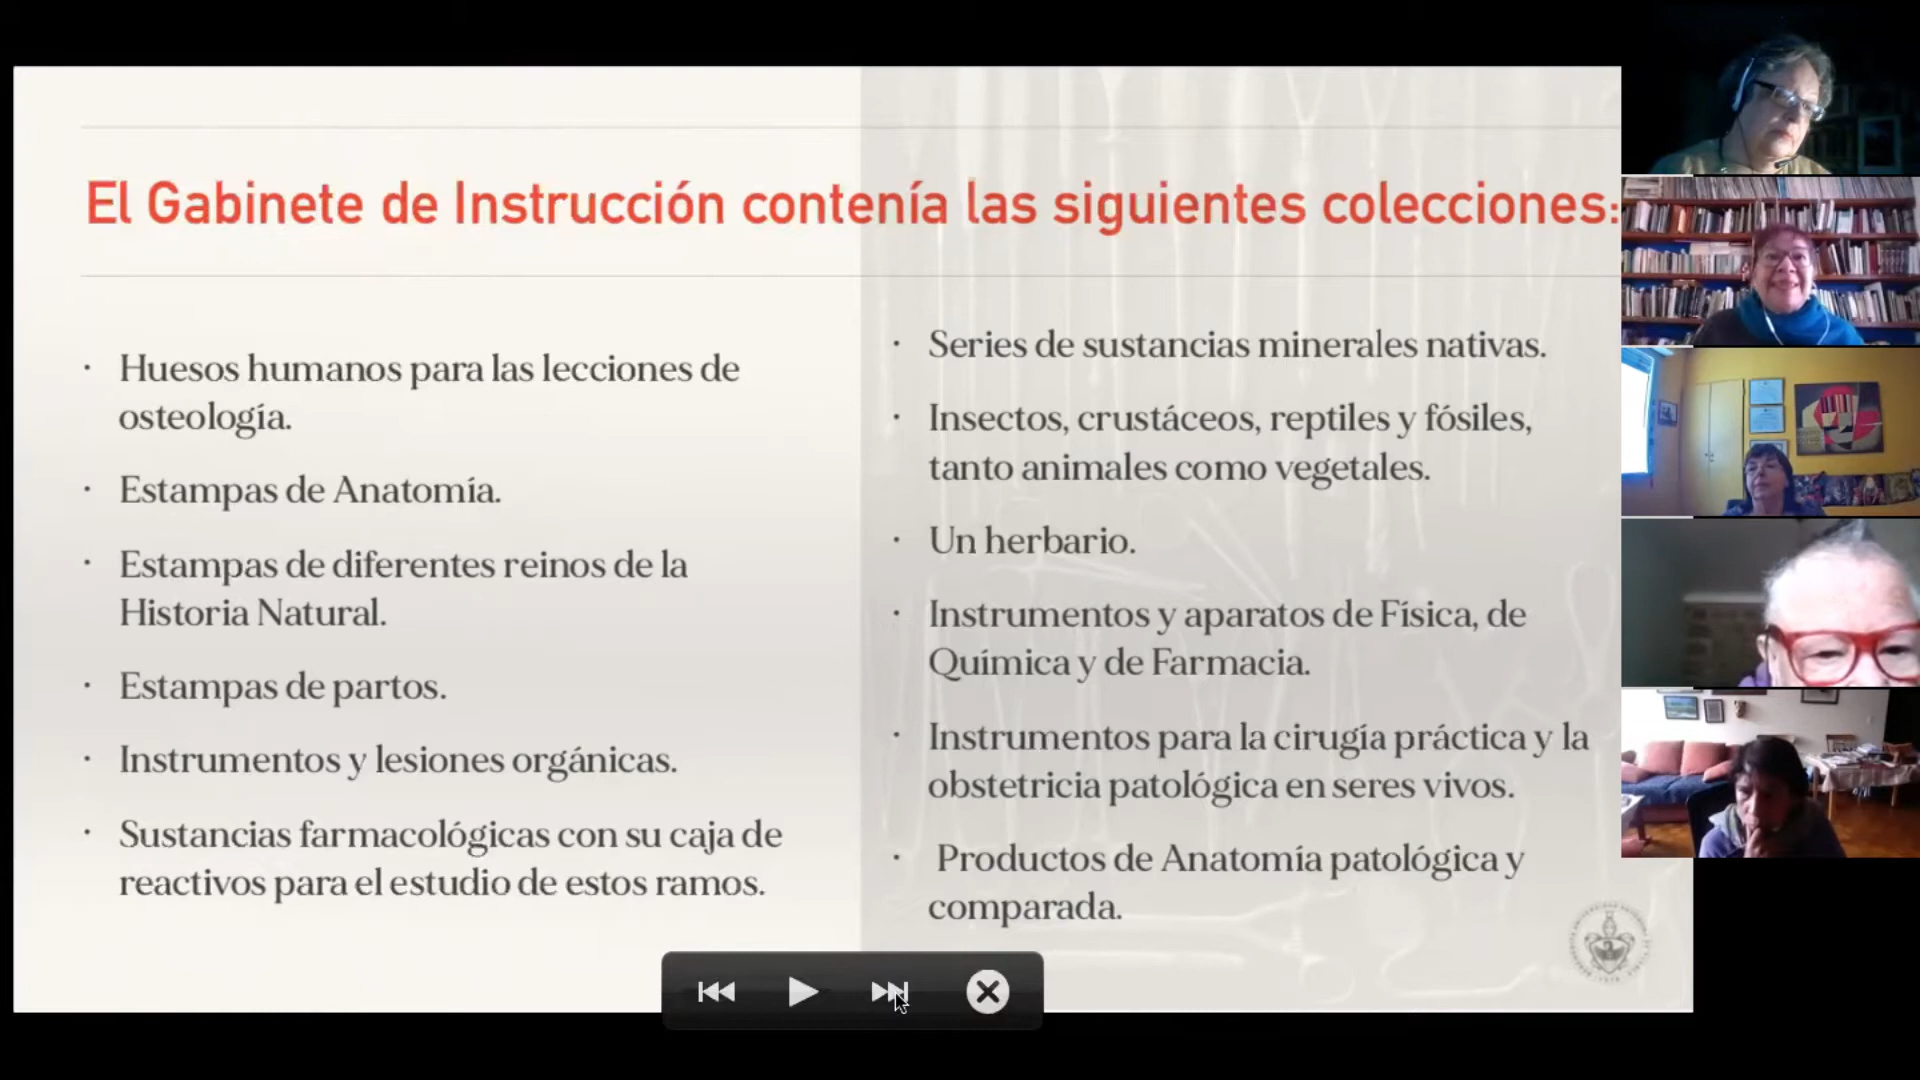 El Gabinete de Instrucción contenía las siguientes colecciones:
· Huesos humanos para las lecciones de
osteología.
· Estampas de Anatomía.
· Estampas de diferentes reinos de la
Historia Natural.
· Estampas de partos.
· Instrumentos y lesiones orgánicas.
· Sustancias farmacológicas con su caja de
reactivos para el estudio de estos ramos.
· Series de sustancias minerales nativas.
· Insectos, crustáceos, reptiles y fósiles,
tanto animales como vegetales.
· Un herbario.
· Instrumentos y aparatos de Física, de
Química y de Farmacia.
· Instrumentos para la cirugía práctica y la
obstetricia patológica en seres vivos.
· Productos de Anatomía patológica y
comparada.